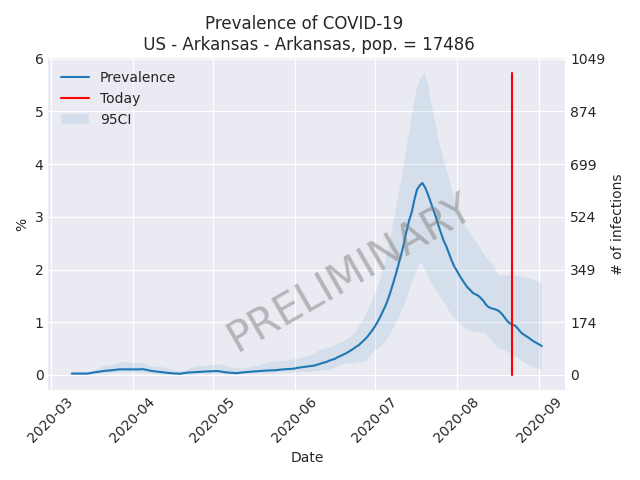 Prevalence of COVID-19
US - Arkansas - Arkansas, pop. = 17486
Prevalence
Today
95CI
6
5
4
3
2
1
0
%
1049
874
699
524
349
174
0
# of infections
PRELIMINARY
2020-03
2020-04
2020-05
2020-06
2020-07
2020-08
2020-09
Date